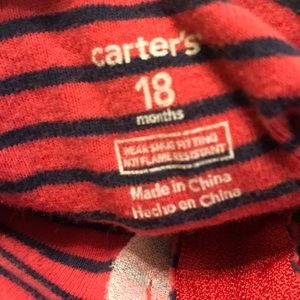 carter's
18
months
WEAR SNUG FITTING
NOT FLAME RESISTANT
Made in China
Hecho en China